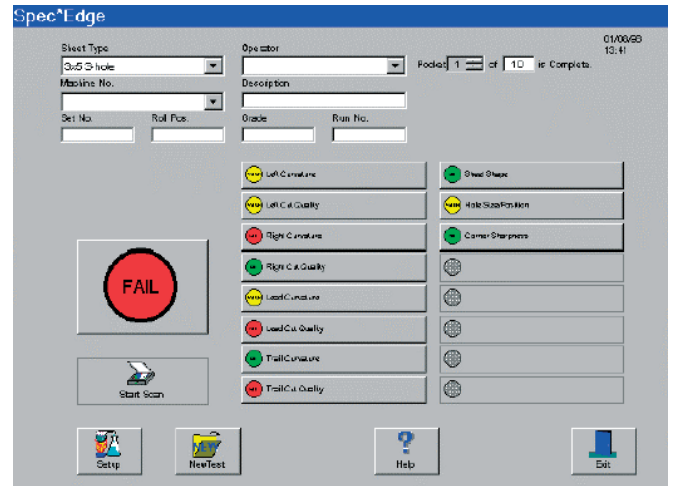 Spec*Edge
01/06/98
13:41
Sheet Type
Operator
3x5 3-hole
Pocket 1 of 10 is Complete.
Machine No.
Description
Set No.
Roll Pos.
Grade
Run No.
Left Curvature
Sheet Shape
Left Cut Quality
Hole Size/Position
Right Curvature
Corner Sharpness
Right Cut Quality
Lead Curvature
Lead Cut Quality
Trail Curvature
Trail Cut Quality
FAIL
Start Scan
Setup
NEW
NewTest
Help
Exit